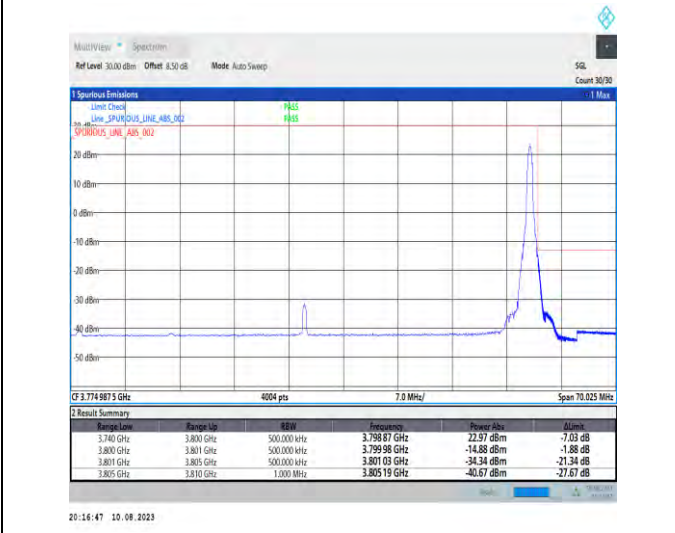 MultiView Spectrum
Ref Level 30.00 dBm Offset 8.50 dB Mode Auto Sweep SGL
Count 30/30
1 Spurious Emissions 1 Max
Limit Check PASS
Line _SPURIOUS_LINE_ABS_002 PASS
_SPURIOUS_LINE_ABS_002
20 dBm
10 dBm
0 dBm
-10 dBm
-20 dBm
-30 dBm
-40 dBm
-50 dBm
CF 3.774 987 5 GHz 4004 pts 7.0 MHz/ Span 70.025 MHz
2 Result Summary
Range Low Range Up RBW Frequency Power Abs ΔLimit
3.740 GHz 3.800 GHz 500.000 kHz 3.798 87 GHz 22.97 dBm -7.03 dB
3.800 GHz 3.801 GHz 500.000 kHz 3.799 98 GHz -14.88 dBm -1.88 dB
3.801 GHz 3.805 GHz 500.000 kHz 3.801 03 GHz -34.34 dBm -21.34 dB
3.805 GHz 3.810 GHz 1.000 MHz 3.805 19 GHz -40.67 dBm -27.67 dB
20:16:47 10.08.2023